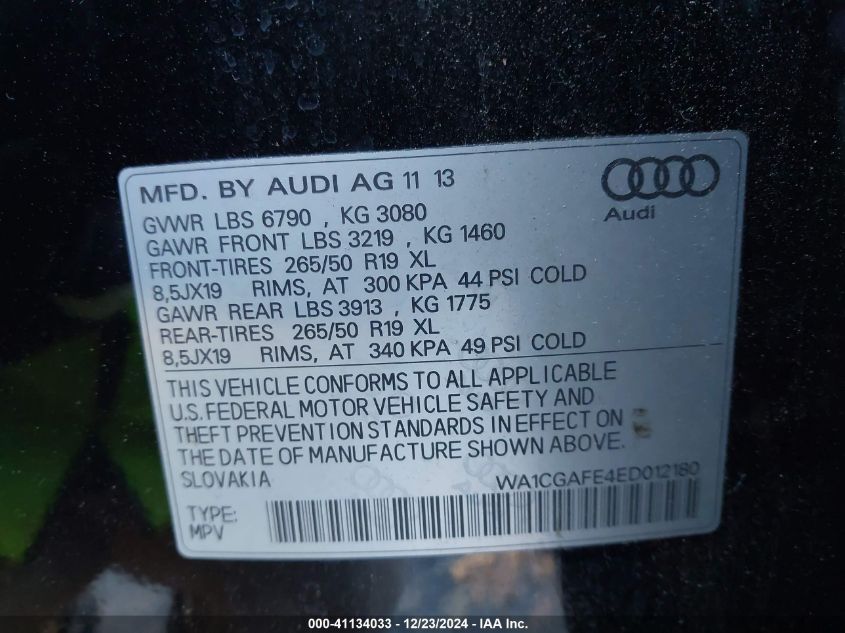 MFD. BY AUDI AG 11 13
Audi
GVWR LBS 6790 , KG 3080
GAWR FRONT LBS 3219 , KG 1460
FRONT-TIRES 265/50 R19 XL
8,5JX19 RIMS, AT 300 KPA 44 PSI COLD
GAWR REAR LBS 3913 , KG 1775
REAR-TIRES 265/50 R19 XL
8,5JX19 RIMS, AT 340 KPA 49 PSI COLD
THIS VEHICLE CONFORMS TO ALL APPLICABLE
U.S. FEDERAL MOTOR VEHICLE SAFETY AND
THEFT PREVENTION STANDARDS IN EFFECT ON
THE DATE OF MANUFACTURE SHOWN ABOVE.
SLOVAKIA WA1CGAFE4ED012180
TYPE:
MPV
000-41134033 - 12/23/2024 - IAA Inc.